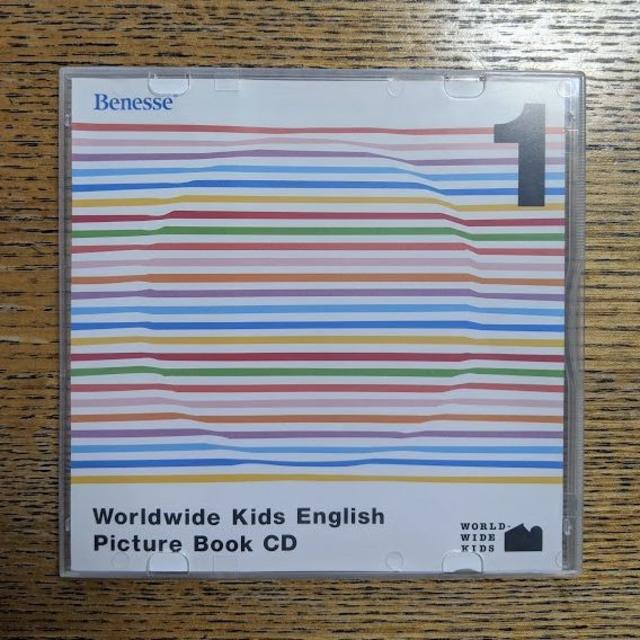 Benesse®
1
Worldwide Kids English
Picture Book CD
WORLD-
WIDE
KIDS